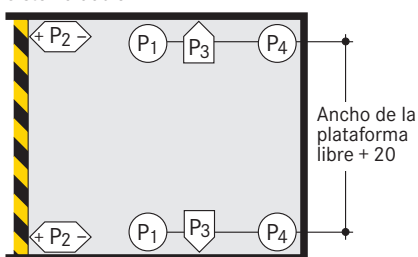 + P2 –
P1
P3
P4
Ancho de la
plataforma
libre + 20
+ P2 –
P1
P3
P4